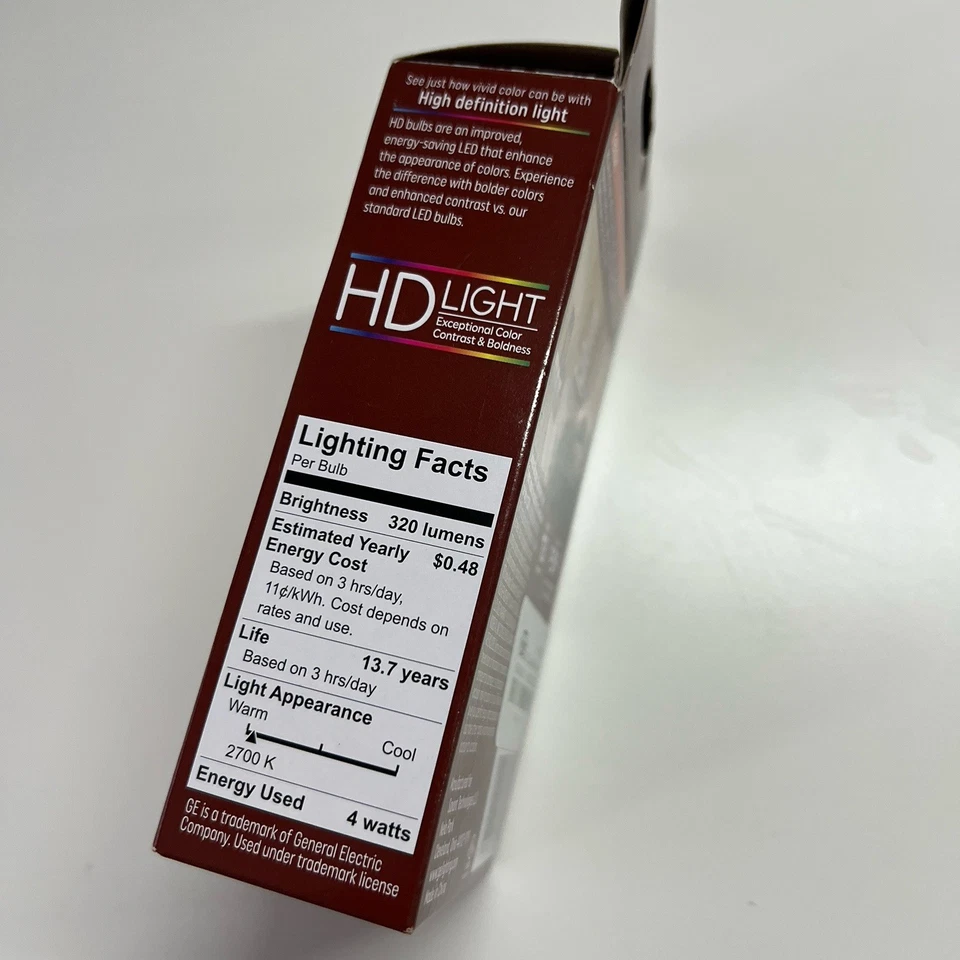 See just how vivid color can be with
High definition light
HD bulbs are an improved,
energy-saving LED that enhance
the appearance of colors. Experience
the difference with bolder colors
and enhanced contrast vs. our
standard LED bulbs.
HD LIGHT
Exceptional Color
Contrast & Boldness
Lighting Facts
Per Bulb
Brightness 320 lumens
Estimated Yearly
Energy Cost $0.48
Based on 3 hrs/day,
11¢/kWh. Cost depends on
rates and use.
Life 13.7 years
Based on 3 hrs/day
Light Appearance
Warm Cool
2700 K
Energy Used 4 watts
GE is a trademark of General Electric
Company. Used under trademark license